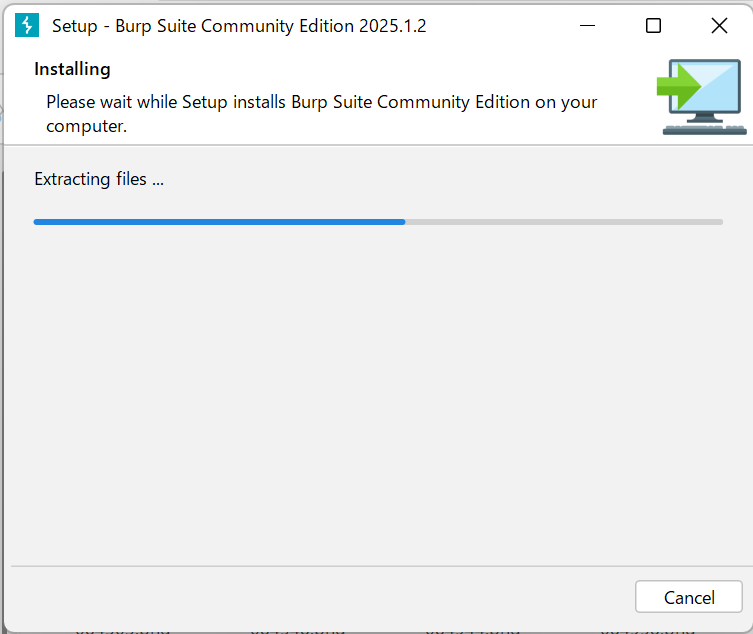 Setup - Burp Suite Community Edition 2025.1.2
Installing
Please wait while Setup installs Burp Suite Community Edition on your
computer.
Extracting files ...
Cancel